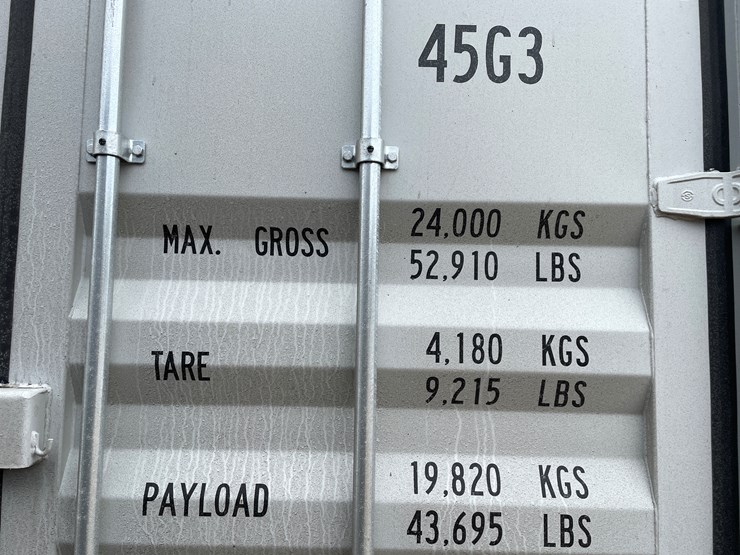 45G3
MAX. GROSS 24,000 KGS
52,910 LBS
TARE 4,180 KGS
9,215 LBS
PAYLOAD 19,820 KGS
43,695 LBS